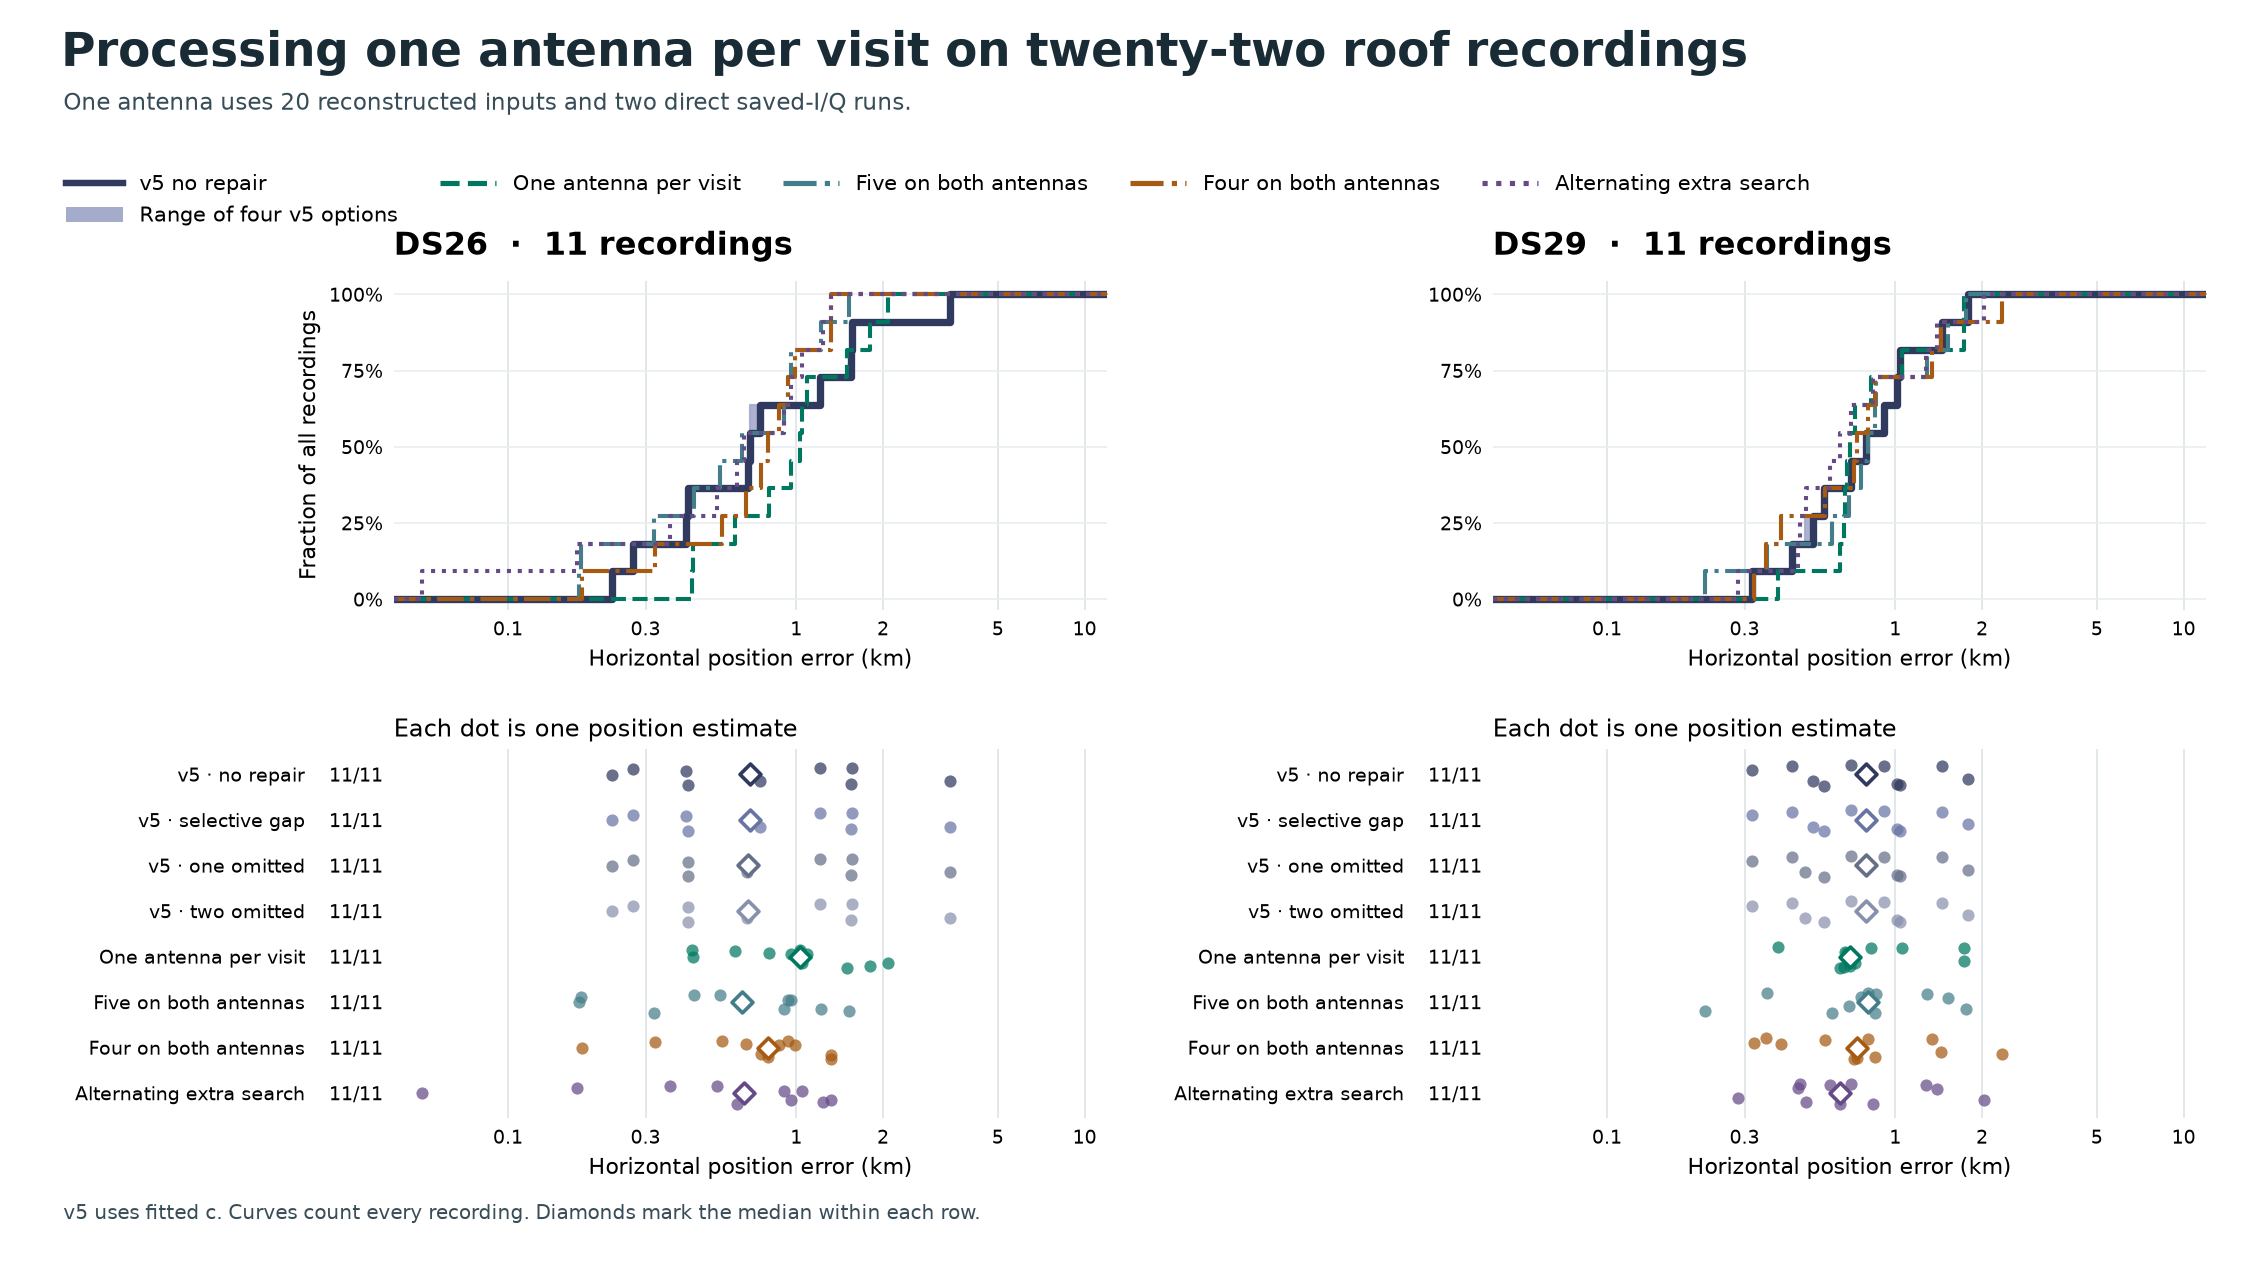 Processing one antenna per visit on twenty-two roof recordings
One antenna uses 20 reconstructed inputs and two direct saved-I/Q runs.
v5 no repair
One antenna per visit
Five on both antennas
Four on both antennas
Alternating extra search
Range of four v5 options
DS26 · 11 recordings
100%
75%
50%
25%
0%
Fraction of all recordings
0.1 0.3 1 2 5 10
Horizontal position error (km)
DS29 · 11 recordings
100%
75%
50%
25%
0%
0.1 0.3 1 2 5 10
Horizontal position error (km)
Each dot is one position estimate
v5 · no repair 11/11
v5 · selective gap 11/11
v5 · one omitted 11/11
v5 · two omitted 11/11
One antenna per visit 11/11
Five on both antennas 11/11
Four on both antennas 11/11
Alternating extra search 11/11
0.1 0.3 1 2 5 10
Horizontal position error (km)
Each dot is one position estimate
v5 · no repair 11/11
v5 · selective gap 11/11
v5 · one omitted 11/11
v5 · two omitted 11/11
One antenna per visit 11/11
Five on both antennas 11/11
Four on both antennas 11/11
Alternating extra search 11/11
0.1 0.3 1 2 5 10
Horizontal position error (km)
v5 uses fitted c. Curves count every recording. Diamonds mark the median within each row.